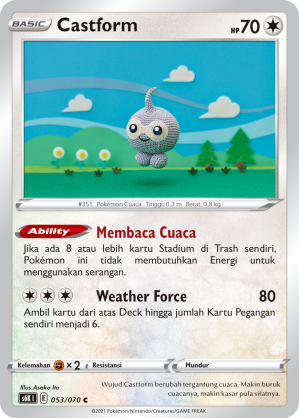 BASIC Castform HP 70
#351 Pokémon Cuaca Tinggi: 0.3 m Berat: 0.8 kg
Ability Membaca Cuaca
Jika ada 8 atau lebih kartu Stadium di Trash sendiri,
Pokémon ini tidak membutuhkan Energi untuk
menggunakan serangan.
Weather Force 80
Ambil kartu dari atas Deck hingga jumlah Kartu Pegangan
sendiri menjadi 6.
Kelemahan ×2 Resistansi Mundur
Illus. Asako Ito
s6K I E 053/070 C
Wujud Castform berubah tergantung cuaca. Makin buruk
cuacanya, makin kasar pula sifatnya.
©2021 Pokémon/Nintendo/Creatures/GAME FREAK.